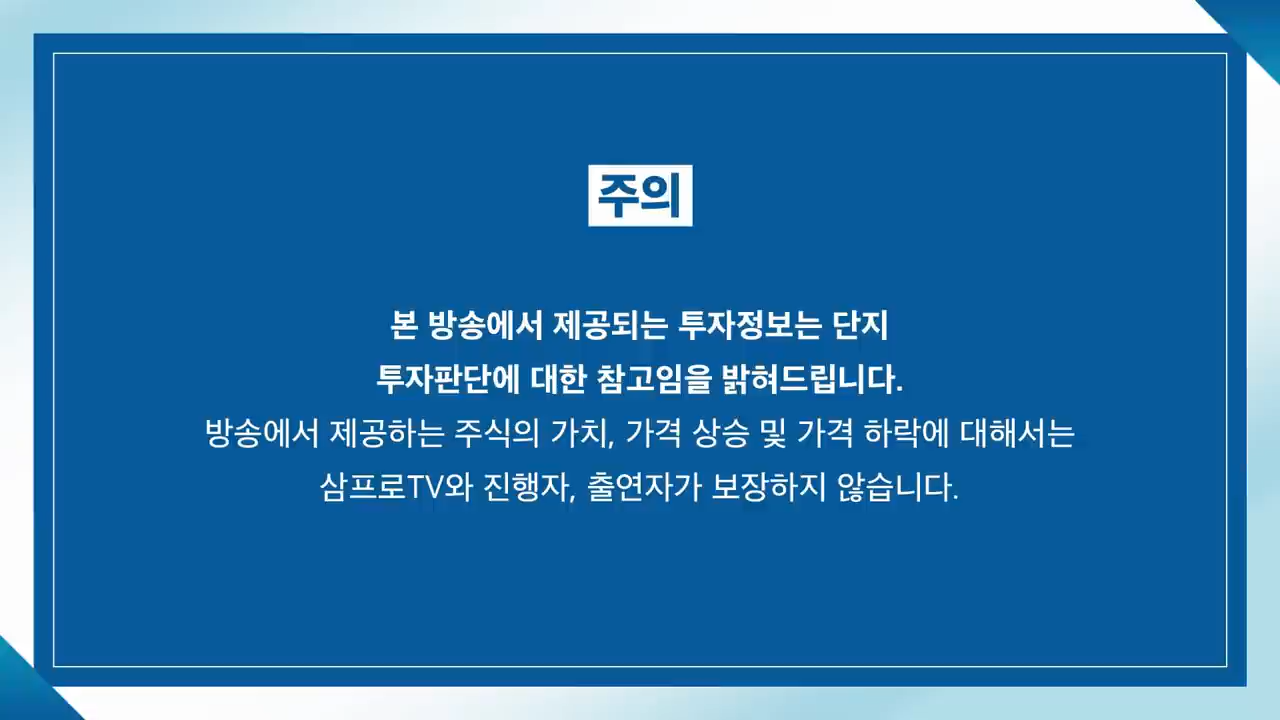 주의
본 방송에서 제공되는 투자정보는 단지
투자판단에 대한 참고임을 밝혀드립니다.
방송에서 제공하는 주식의 가치, 가격 상승 및 가격 하락에 대해서는
삼프로TV와 진행자, 출연자가 보장하지 않습니다.